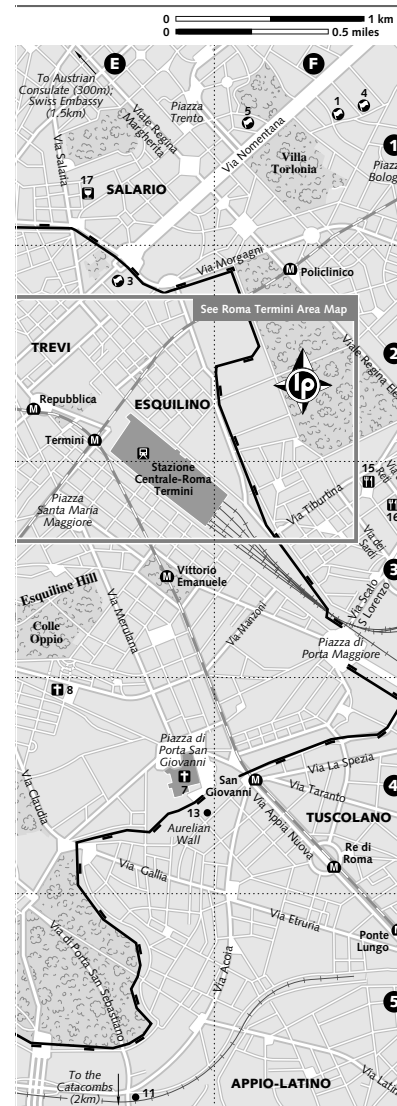 0 1 km
0 0.5 miles
E
F
To Austrian
Consulate (300m);
Swiss Embassy
(1.5km)
Piazza
Trento
Viale Regina
Margherita
Via Salaria
5
1
4
Via Nomentana
Villa
Torlonia
1
Piazza
17
SALARIO
Via Morgagni
Policlinico
M
3
See Roma Termini Area Map
TREVI
Viale Regina
2
lp
Repubblica
M
ESQUILINO
Termini
M
Stazione
Centrale-Roma
Termini
15
16
Piazza
Santa Maria
Maggiore
Via Tiburtina
Via dei
Sardi
3
Vittorio
Emanuele
M
Esquiline Hill
Colle
Oppio
Via Merulana
Via Manzoni
Via Scalo
S Lorenzo
Piazza di
Porta Maggiore
8
Piazza di
Porta San
Giovanni
7
San
Giovanni
M
Via La Spezia
Via Taranto
4
TUSCOLANO
13
Aurelian
Wall
Via Claudia
Via Appia Nuova
Re di
Roma
M
Via Gallia
Via Etruria
Ponte
Lungo
Via di Porta San
Sebastiano
Via Acoia
5
To the
Catacombs
(2km)
11
APPIO-LATINO